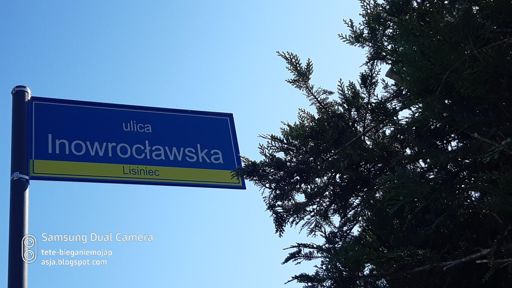 ulica
Inowrocławska
Lisiniec
Samsung Dual Camera
tete-bieganiemojap
asja.blogspot.com